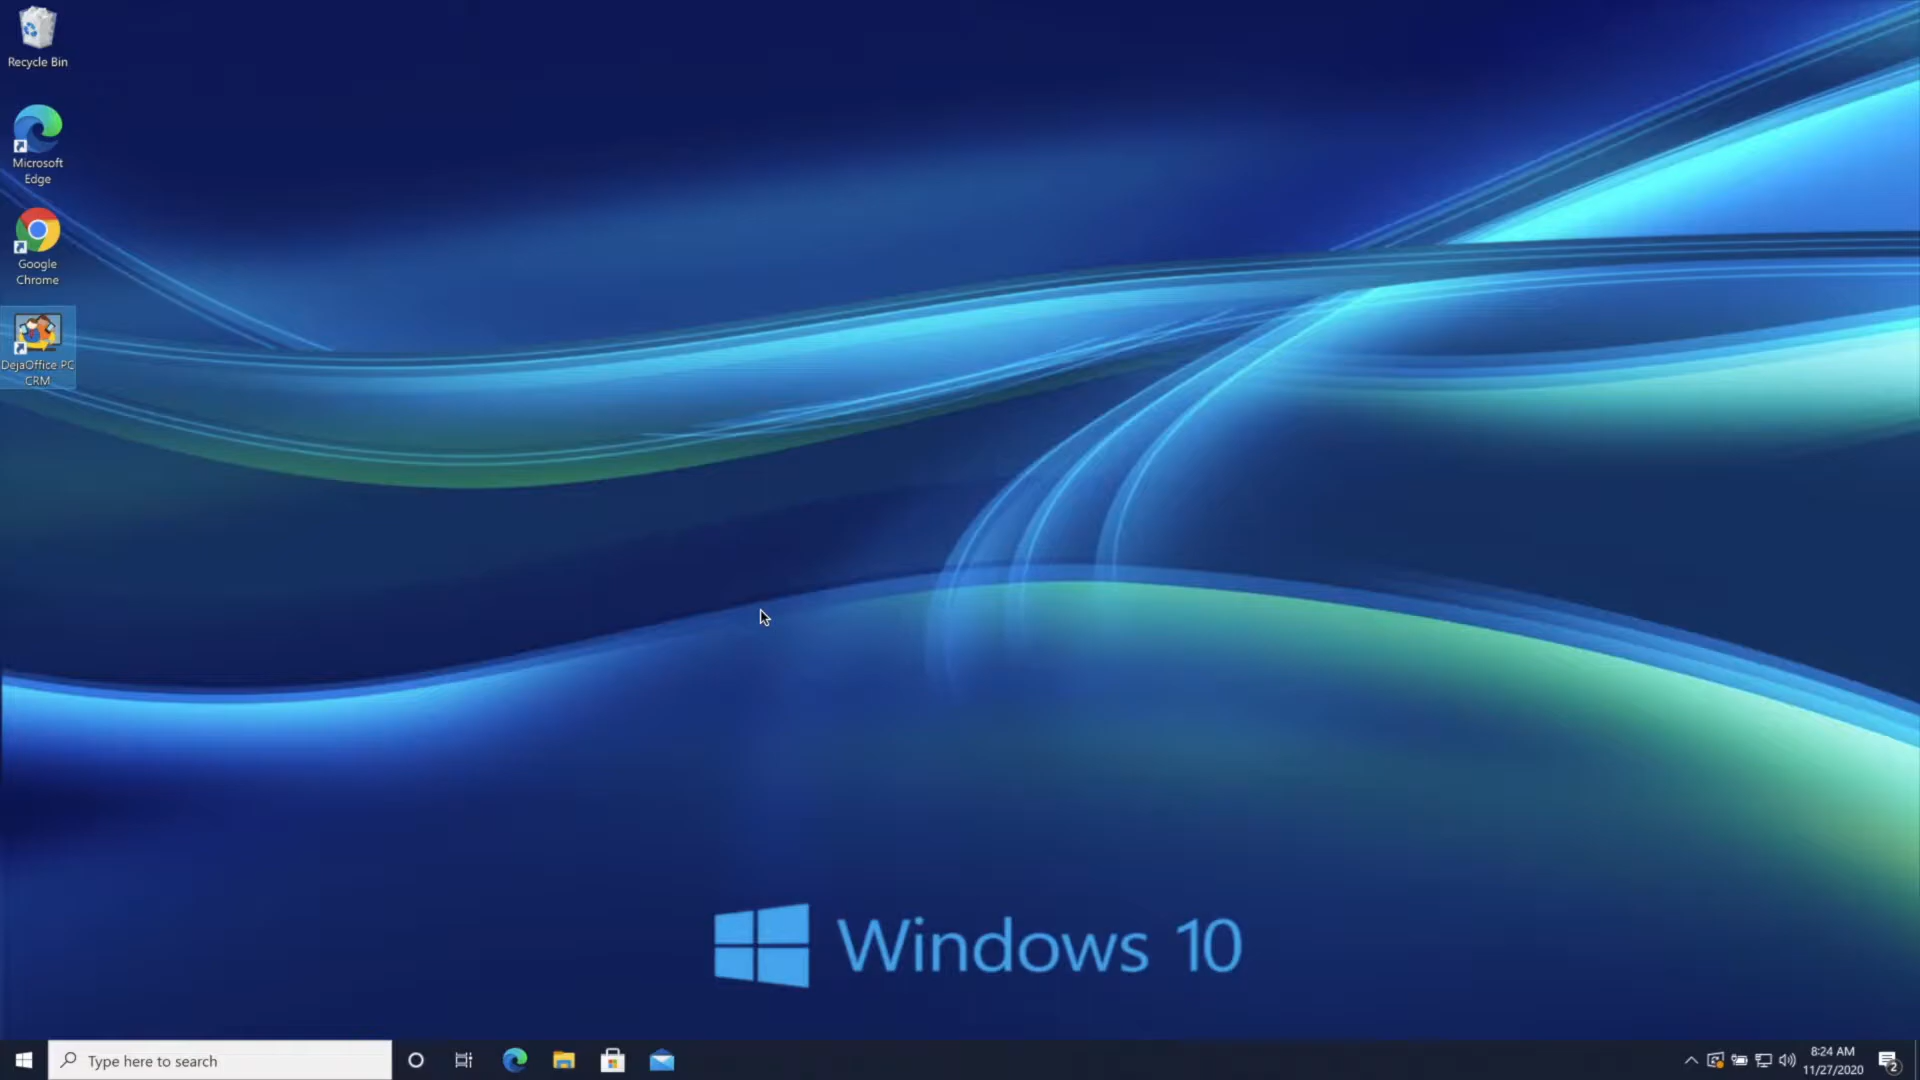 Recycle Bin
Microsoft
Edge
Google
Chrome
DejaOffice PC
CRM
Windows 10
Type here to search
8:24 AM
11/27/2020
2